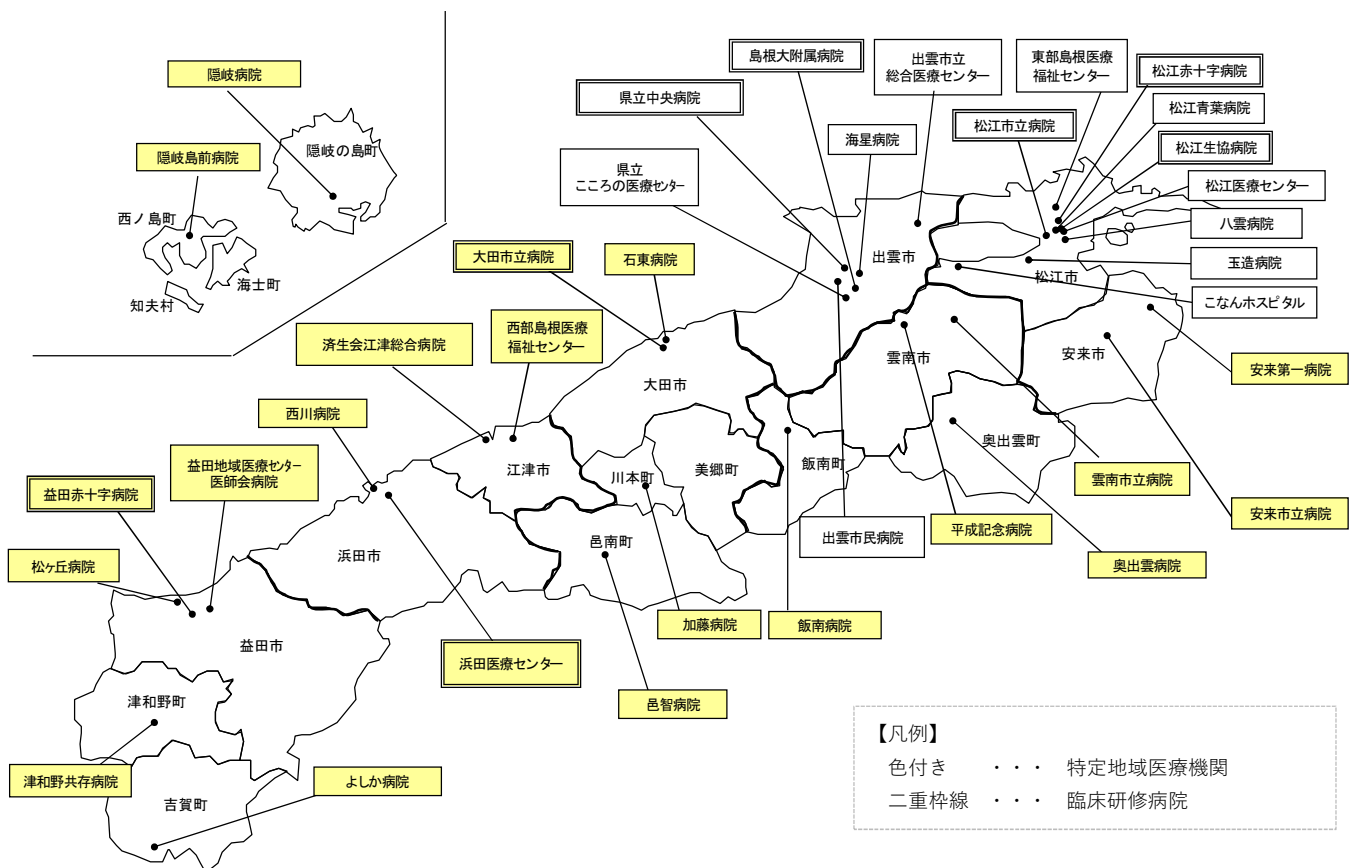 隠岐病院
隠岐の島町
隠岐島前病院
西ノ島町
海士町
知夫村
島根大附属病院
出雲市立
総合医療センター
東部島根医療
福祉センター
松江赤十字病院
県立中央病院
松江市立病院
松江青葉病院
海星病院
松江生協病院
県立
こころの医療センター
松江医療センター
八雲病院
玉造病院
こなんホスピタル
出雲市
松江市
大田市立病院
石東病院
済生会江津総合病院
西部島根医療
福祉センター
雲南市
安来市
安来第一病院
大田市
西川病院
奥出雲町
益田地域医療センター
医師会病院
江津市
川本町
美郷町
飯南町
雲南市立病院
益田赤十字病院
安来市立病院
出雲市民病院
平成記念病院
浜田市
邑南町
奥出雲病院
松ヶ丘病院
加藤病院
飯南病院
益田市
浜田医療センター
津和野町
邑智病院
津和野共存病院
よしか病院
吉賀町
【凡例】
色付き ・・・ 特定地域医療機関
二重枠線 ・・・ 臨床研修病院